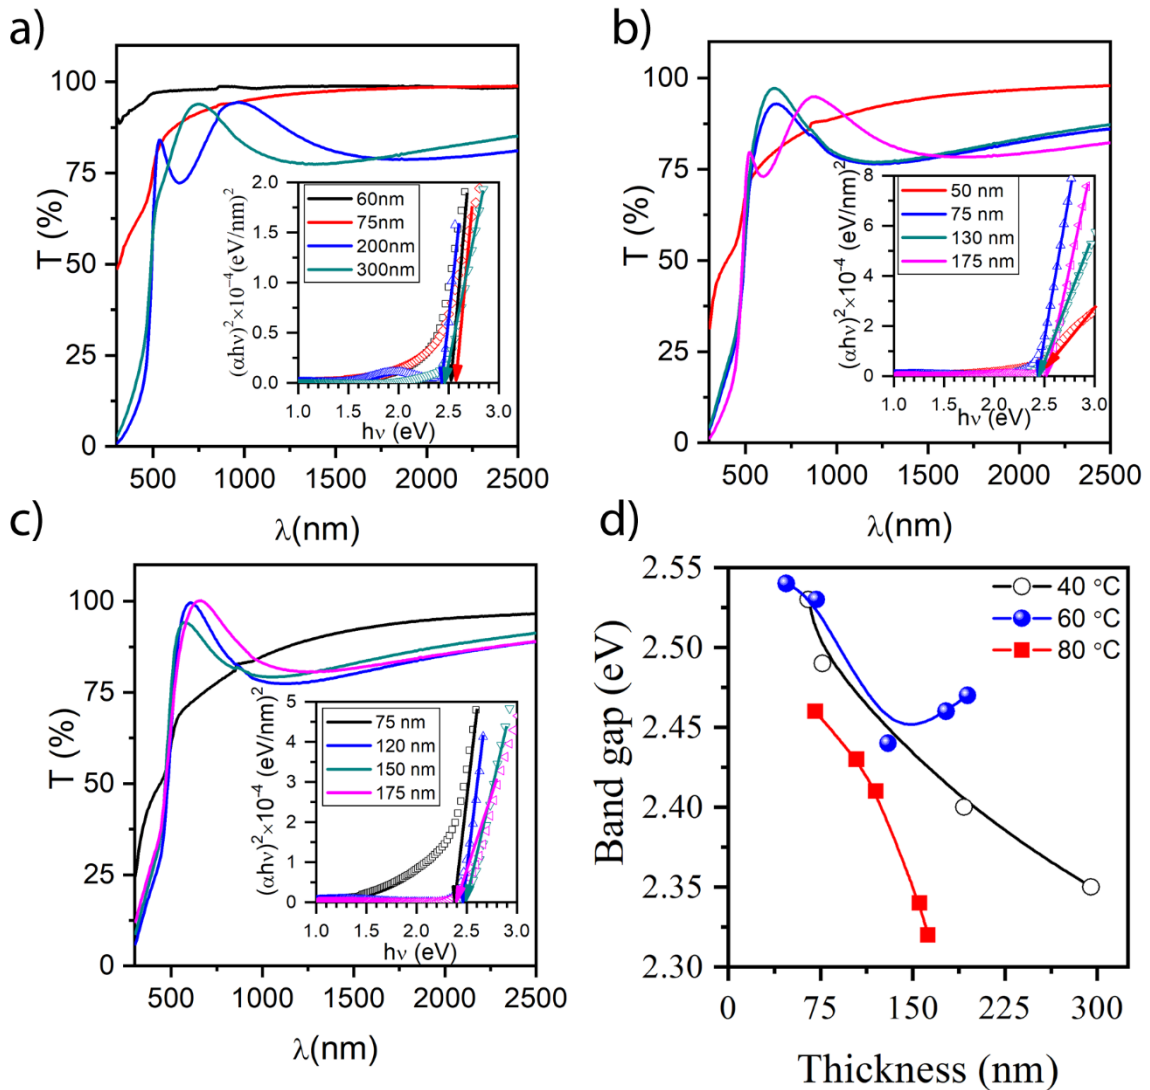 a)
100
75
50
25
0
T (%)
500 1000 1500 2000 2500
λ(nm)
2.0
1.5
1.0
0.5
0.0
(αhν)²×10⁻⁴(eV/nm)²
60nm
75nm
200nm
300nm
1.0 1.5 2.0 2.5 3.0
hν (eV)
b)
100
75
50
25
0
T (%)
500 1000 1500 2000 2500
λ(nm)
8
6
4
2
0
(αhν)²×10⁻⁴ (eV/nm)²
50 nm
75 nm
130 nm
175 nm
1.0 1.5 2.0 2.5 3.0
hν (eV)
c)
100
75
50
25
0
T (%)
500 1000 1500 2000 2500
λ(nm)
5
4
3
2
1
0
(αhν)²×10⁻⁴ (eV/nm)²
75 nm
120 nm
150 nm
175 nm
1.0 1.5 2.0 2.5 3.0
hν (eV)
d)
2.55
2.50
2.45
2.40
2.35
2.30
Band gap (eV)
40 °C
60 °C
80 °C
0 75 150 225 300
Thickness (nm)